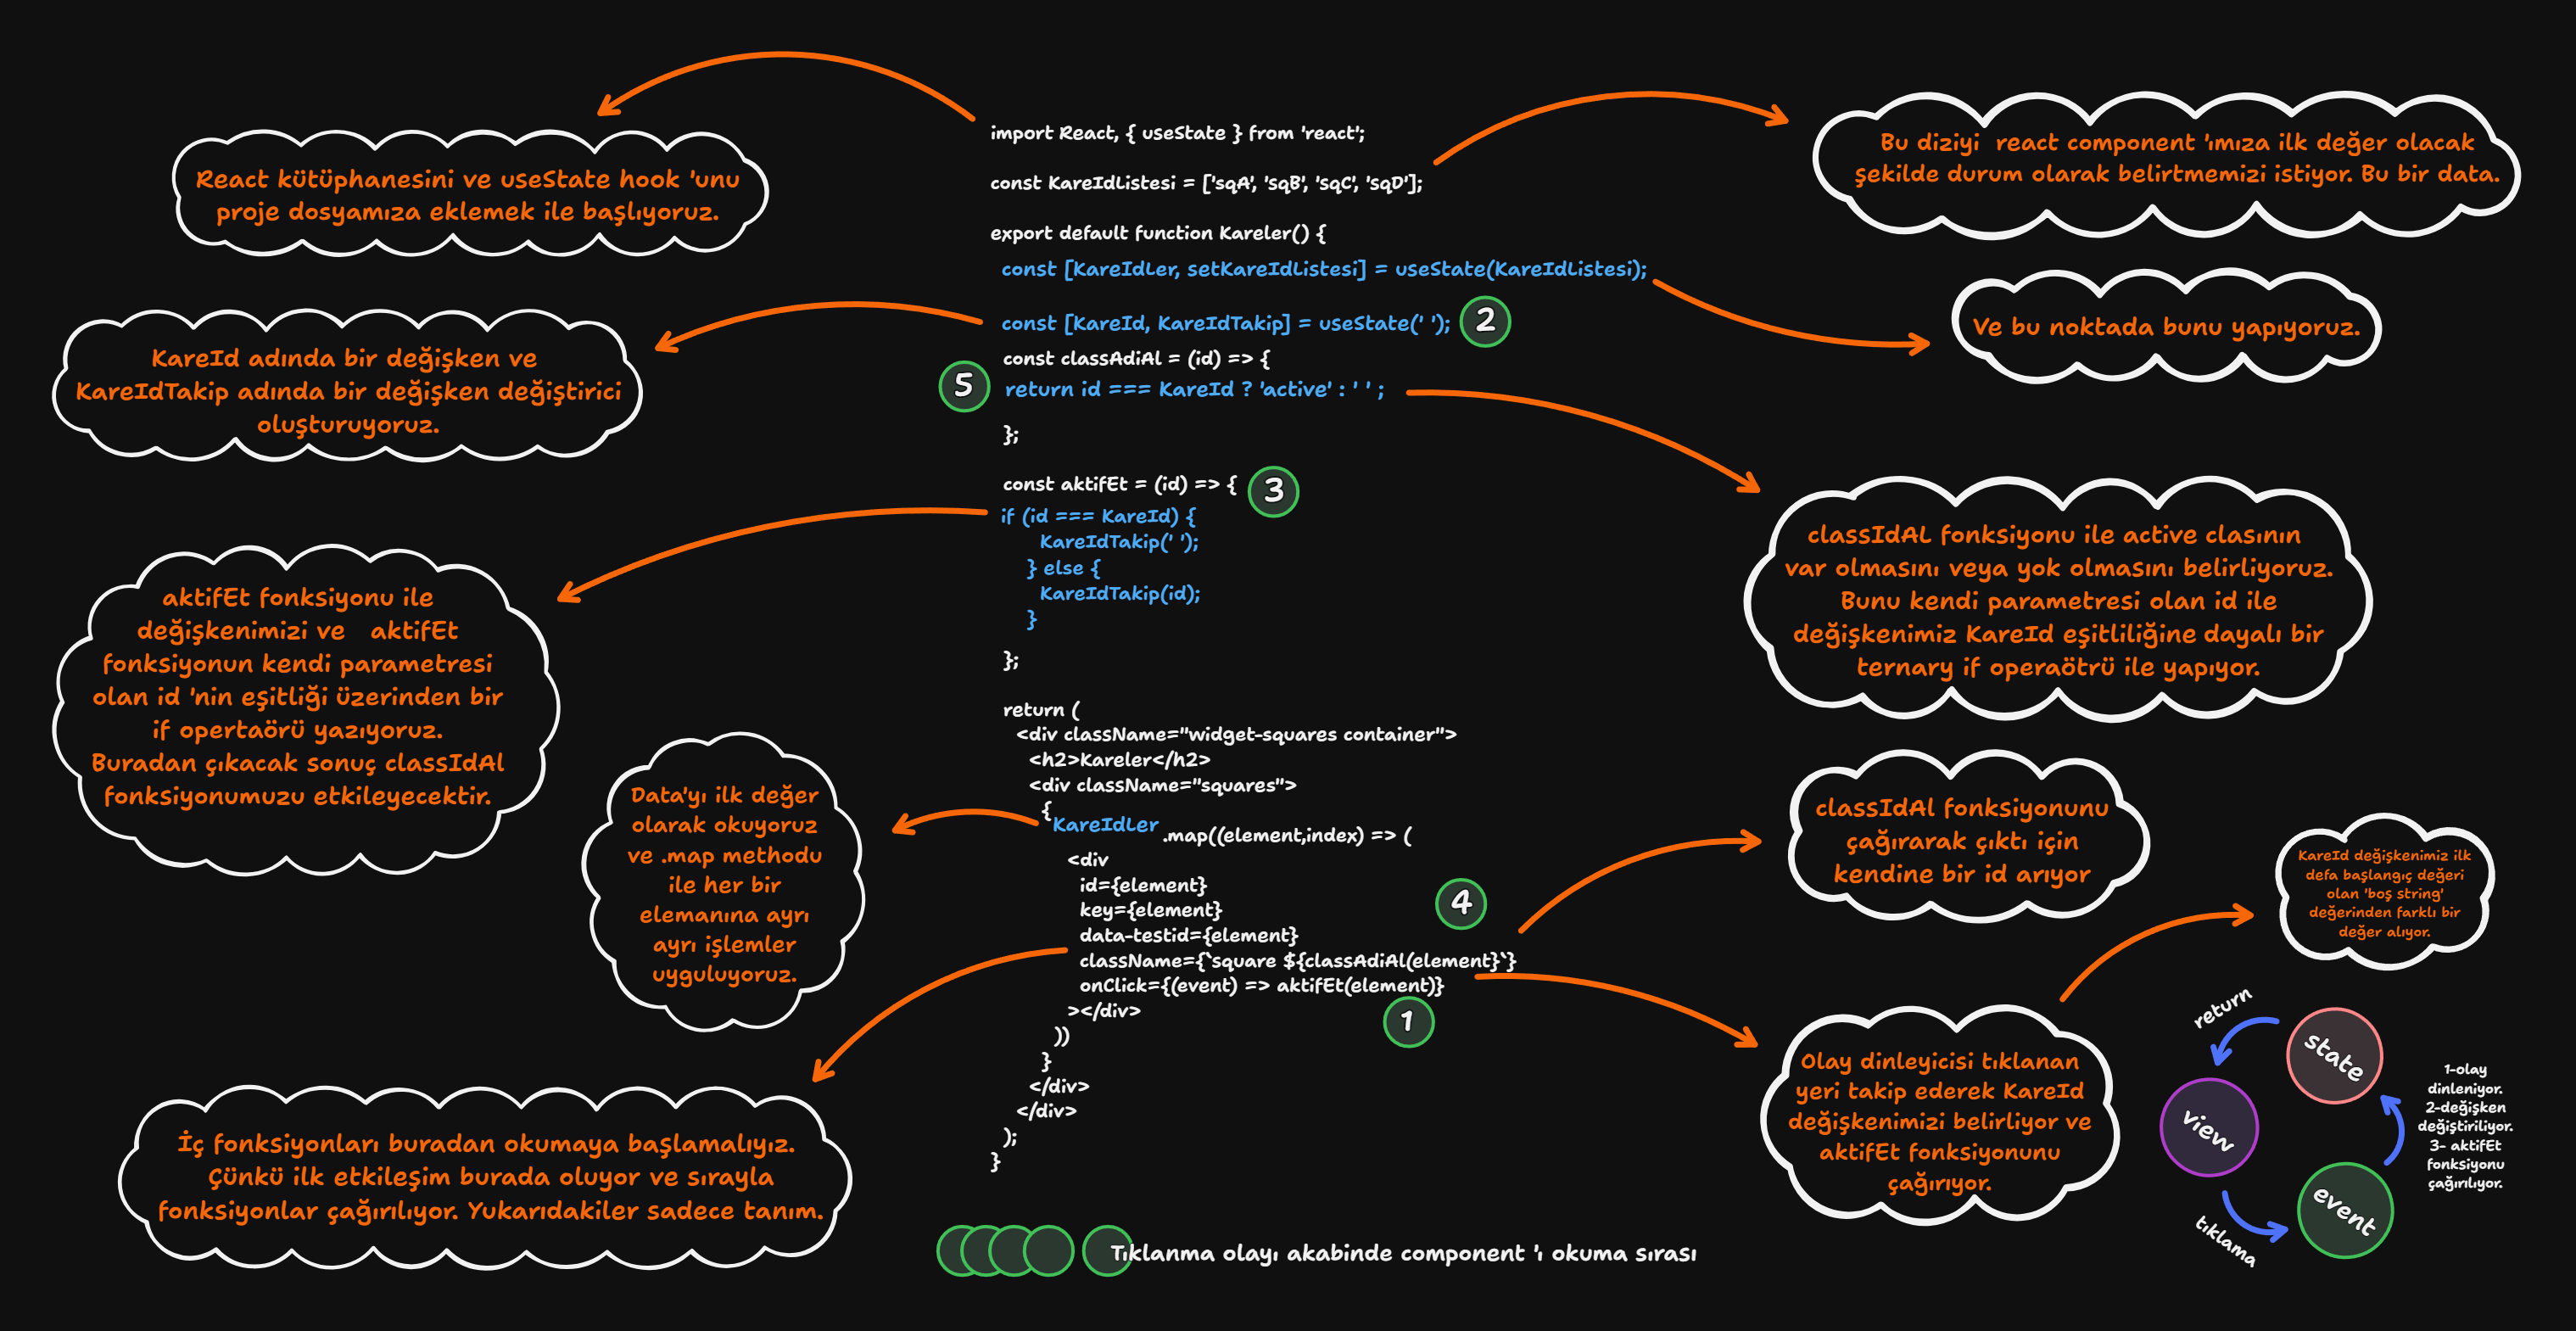 import React, { useState } from 'react';
const KareIdListesi = ['sqA', 'sqB', 'sqC', 'sqD'];
export default function Kareler() {
const [KareIdLer, setKareIdListesi] = useState(KareIdListesi);
const [KareId, KareIdTakip] = useState(' ');
2
const classAdiAl = (id) => {
5
return id === KareId ? 'active' : ' ' ;
};
const aktifEt = (id) => {
3
if (id === KareId) {
KareIdTakip(' ');
} else {
KareIdTakip(id);
}
};
return (
<div className="widget-squares container">
<h2>Kareler</h2>
<div className="squares">
{
KareIdler
.map((element,index) => (
<div
id={element}
key={element}
data-testid={element}
4
className={`square ${classAdiAl(element}`}
onClick={(event) => aktifEt(element)}
1
></div>
))
}
</div>
</div>
);
}
React kütüphanesini ve useState hook 'unu
proje dosyamıza eklemek ile başlıyoruz.
KareId adında bir değişken ve
KareIdTakip adında bir değişken değiştirici
oluşturuyoruz.
aktifEt fonksiyonu ile
değişkenimizi ve aktifEt
fonksiyonun kendi parametresi
olan id 'nin eşitliği üzerinden bir
if opertaörü yazıyoruz.
Buradan çıkacak sonuç classIdAl
fonksiyonumuzu etkileyecektir.
Data'yı ilk değer
olarak okuyoruz
ve .map methodu
ile her bir
elemanına ayrı
ayrı işlemler
uyguluyoruz.
İç fonksiyonları buradan okumaya başlamalıyız.
Çünkü ilk etkileşim burada oluyor ve sırayla
fonksiyonlar çağırılıyor. Yukarıdakiler sadece tanım.
Bu diziyi react component 'ımıza ilk değer olacak
şekilde durum olarak belirtmemizi istiyor. Bu bir data.
Ve bu noktada bunu yapıyoruz.
classIdAL fonksiyonu ile active clasının
var olmasını veya yok olmasını belirliyoruz.
Bunu kendi parametresi olan id ile
değişkenimiz KareId eşitliliğine dayalı bir
ternary if operaötrü ile yapıyor.
classIdAl fonksiyonunu
çağırarak çıktı için
kendine bir id arıyor
KareId değişkenimiz ilk
defa başlangıç değeri
olan 'boş string'
değerinden farklı bir
değer alıyor.
Olay dinleyicisi tıklanan
yeri takip ederek KareId
değişkenimizi belirliyor ve
aktifEt fonksiyonunu
çağırıyor.
return
state
view
event
tıklama
1-olay
dinleniyor.
2-değişken
değiştiriliyor.
3- aktifEt
fonksiyonu
çağırılıyor.
Tıklanma olayı akabinde component 'ı okuma sırası